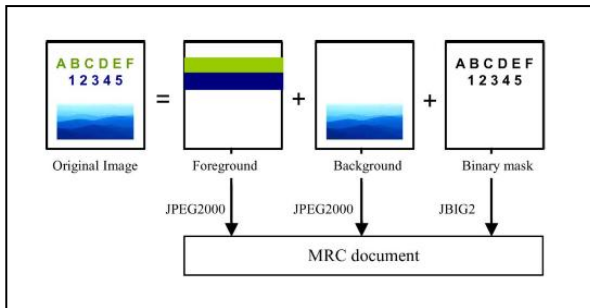 A B C D E F
1 2 3 4 5
=
+
+
A B C D E F
1 2 3 4 5
Original Image
Foreground
Background
Binary mask
JPEG2000
JPEG2000
JBIG2
MRC document